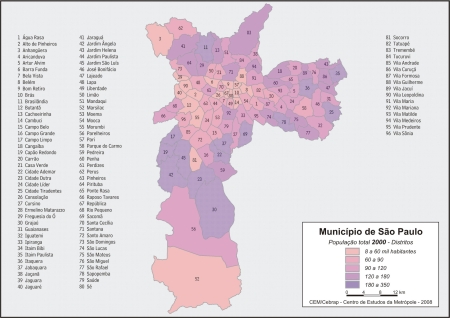 1 Água Rasa
2 Alto de Pinheiros
3 Anhanguera
4 Aricanduva
5 Artur Alvim
6 Barra Funda
7 Bela Vista
8 Belém
9 Bom Retiro
10 Brás
11 Brasilândia
12 Butantã
13 Cachoeirinha
14 Cambuci
15 Campo Belo
16 Campo Grande
17 Campo Limpo
18 Cangaíba
19 Capão Redondo
20 Carrão
21 Casa Verde
22 Cidade Ademar
23 Cidade Dutra
24 Cidade Líder
25 Cidade Tiradentes
26 Consolação
27 Cursino
28 Ermelino Matarazzo
29 Freguesia do Ó
30 Grajaú
31 Guaianases
32 Iguatemi
33 Ipiranga
34 Itaim Bibi
35 Itaim Paulista
36 Itaquera
37 Jabaquara
38 Jaçanã
39 Jaguara
40 Jaguaré
41 Jaraguá
42 Jardim Ângela
43 Jardim Helena
44 Jardim Paulista
45 Jardim São Luís
46 José Bonifácio
47 Lajeado
48 Lapa
49 Liberdade
50 Limão
51 Mandaqui
52 Marsilac
53 Moema
54 Mooca
55 Morumbi
56 Parelheiros
57 Pari
58 Parque do Carmo
59 Pedreira
60 Penha
61 Perdizes
62 Perus
63 Pinheiros
64 Pirituba
65 Ponte Rasa
66 Raposo Tavares
67 República
68 Rio Pequeno
69 Sacomã
70 Santa Cecília
71 Santana
72 Santo Amaro
73 São Domingos
74 São Lucas
75 São Mateus
76 São Miguel
77 São Rafael
78 Sapopemba
79 Saúde
80 Sé
81 Socorro
82 Tatuapé
83 Tremembé
84 Tucuruvi
85 Vila Andrade
86 Vila Curuçá
87 Vila Formosa
88 Vila Guilherme
89 Vila Jacuí
90 Vila Leopoldina
91 Vila Maria
92 Vila Mariana
93 Vila Matilde
94 Vila Medeiros
95 Vila Prudente
96 Vila Sônia
Município de São Paulo
População total 2000 - Distritos
8 a 60 mil habitantes
60 a 90
90 a 120
120 a 180
180 a 350
0 4 8 12 km
CEM/Cebrap - Centro de Estudos da Metrópole - 2008